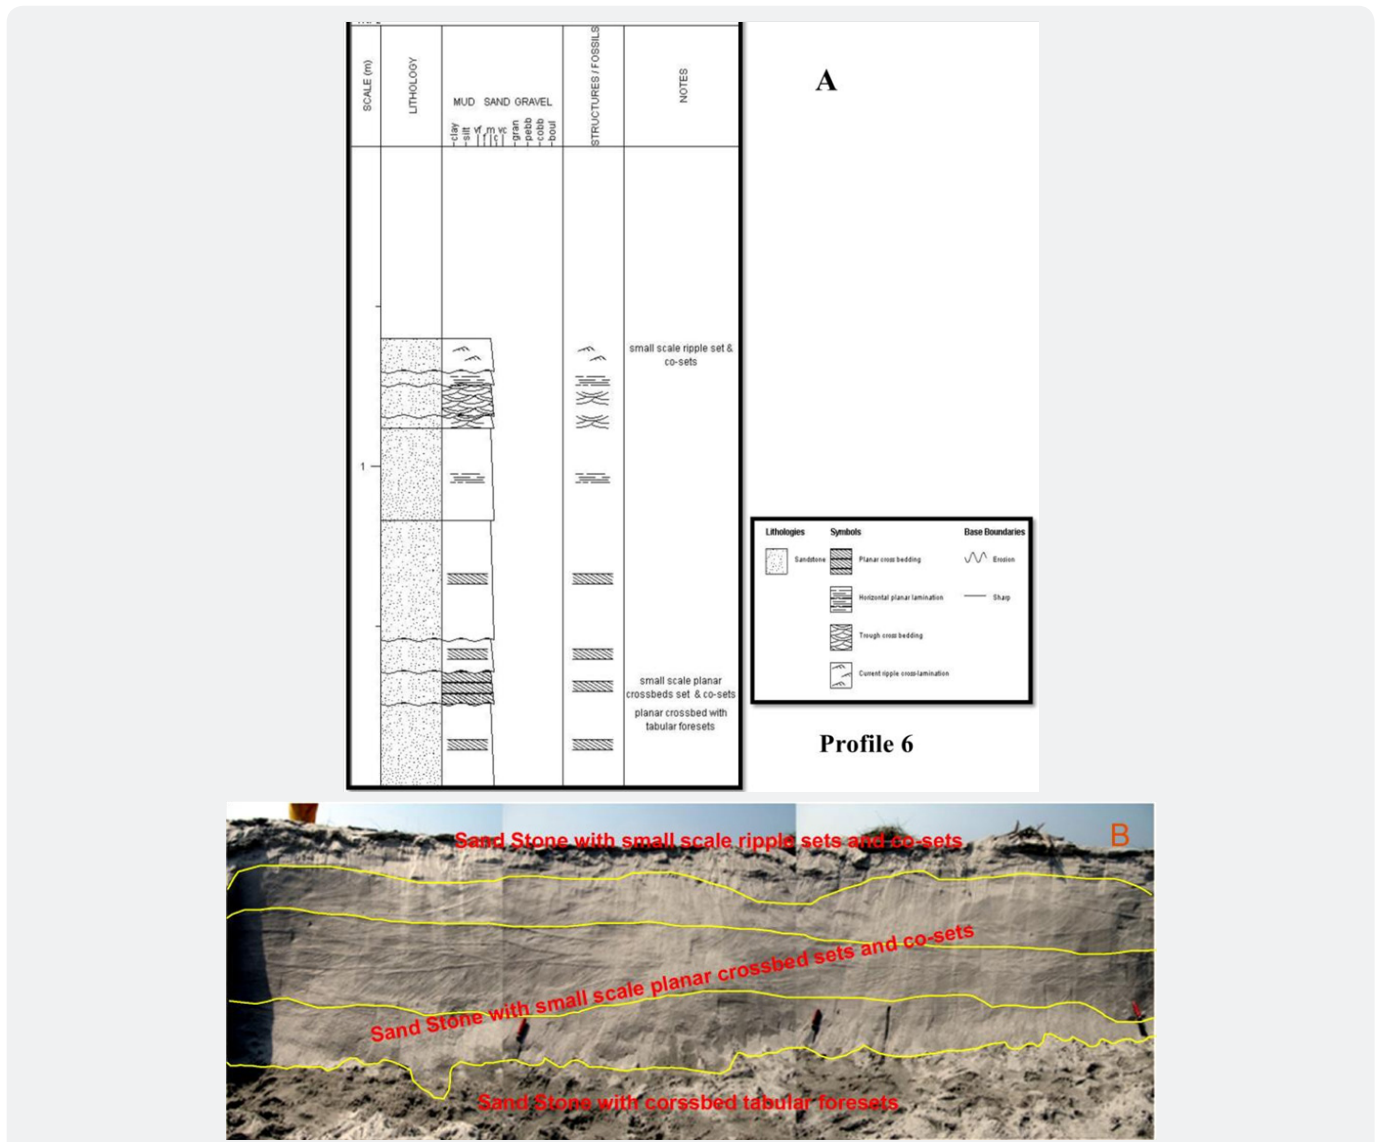 A
SCALE (m)
LITHOLOGY
MUD SAND GRAVEL
clay
silt
vf
f
m
c
vc
gran
pebb
cobb
boul
STRUCTURES / FOSSILS
NOTES
small scale ripple set &
co-sets
1
small scale planar
crossbeds set & co-sets
planar crossbed with
tabular foresets
Lithologies
Symbols
Base Boundaries
Sandstone
Planar cross bedding
Erosion
Horizontal planar lamination
Sharp
Trough cross bedding
Current ripple cross-lamination
Profile 6
B
Sand Stone with small scale ripple sets and co-sets
Sand Stone with small scale planar crossbed sets and co-sets
Sand Stone with corssbed tabular foresets